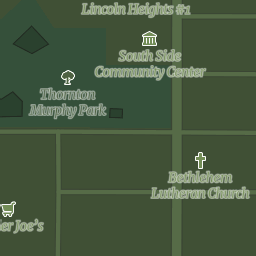 Lincoln Heights #1
South Side
Community Center
Thornton
Murphy Park
Bethlehem
Lutheran Church
er Joe's